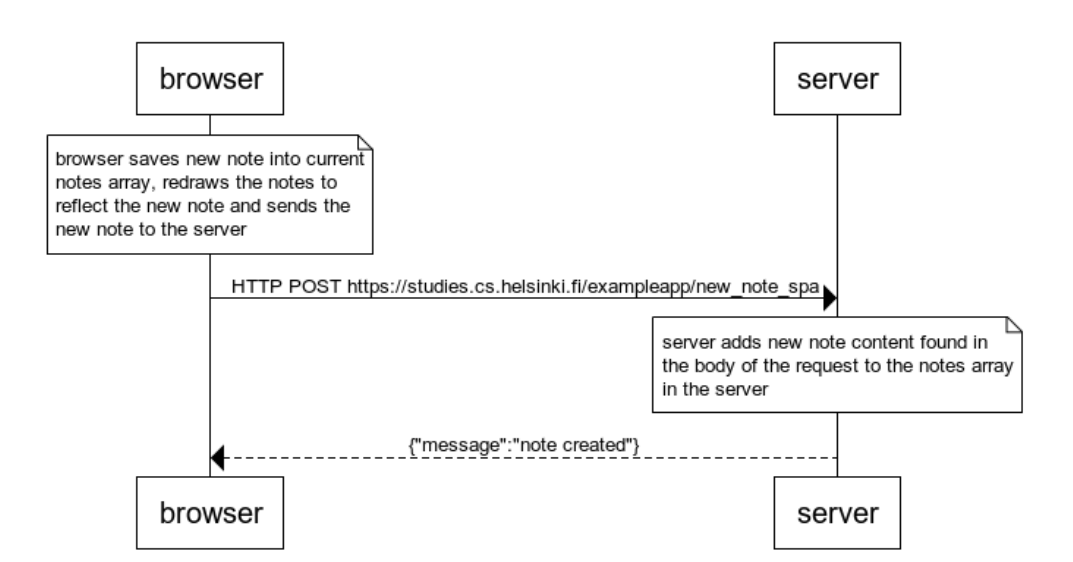 browser
server
browser saves new note into current
notes array, redraws the notes to
reflect the new note and sends the
new note to the server
HTTP POST https://studies.cs.helsinki.fi/exampleapp/new_note_spa
server adds new note content found in
the body of the request to the notes array
in the server
{"message":"note created"}
browser
server